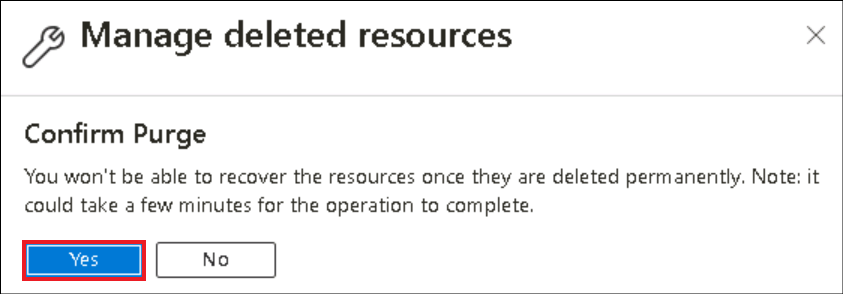 Manage deleted resources
Confirm Purge
You won't be able to recover the resources once they are deleted permanently. Note: it
could take a few minutes for the operation to complete.
Yes
No